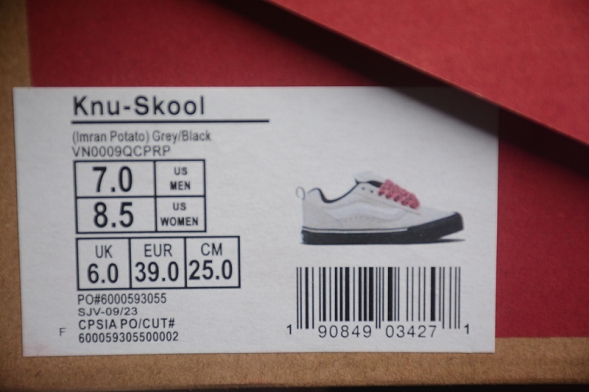 Knu-Skool
(Imran Potato) Grey/Black
VN0009QCPRP
7.0 US MEN
8.5 US WOMEN
UK EUR CM
6.0 39.0 25.0
PO#6000593055
SJV-09/23
F CPSIA PO/CUT#
600059305500002
1 90849 03427 1